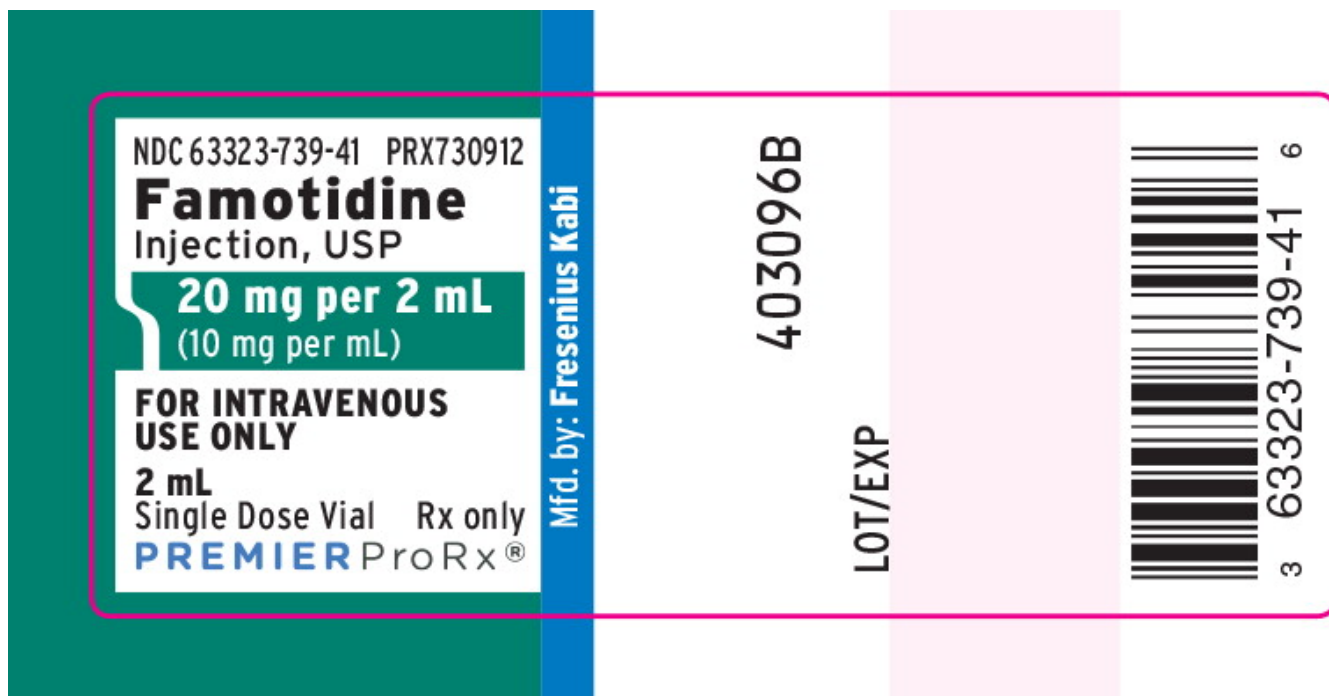 NDC 63323-739-41 PRX730912
Famotidine
Injection, USP
20 mg per 2 mL
(10 mg per mL)
FOR INTRAVENOUS
USE ONLY
2 mL
Single Dose Vial Rx only
PREMIERProRx®
Mfd. by: Fresenius Kabi
403096B
LOT/EXP
3 63323-739-41 6